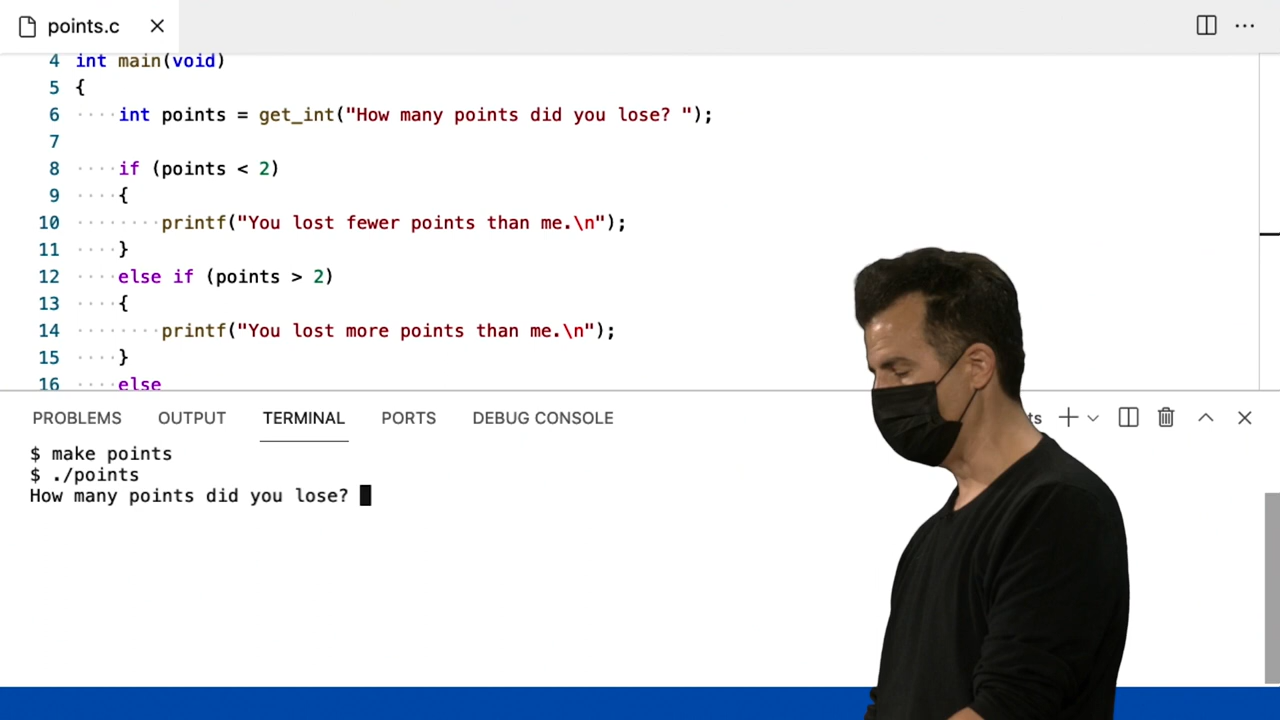 points.c
4 int main(void)
5 {
6 ····int points = get_int("How many points did you lose? ");
7
8 ····if (points < 2)
9 ····{
10 ········printf("You lost fewer points than me.\n");
11 ····}
12 ····else if (points > 2)
13 ····{
14 ········printf("You lost more points than me.\n");
15 ····}
16 ····else
PROBLEMS OUTPUT TERMINAL PORTS DEBUG CONSOLE
$ make points
$ ./points
How many points did you lose?